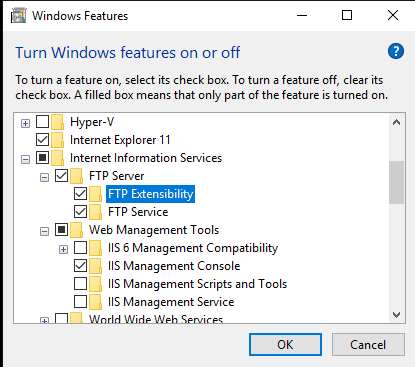 Windows Features
Turn Windows features on or off
?
To turn a feature on, select its check box. To turn a feature off, clear its
check box. A filled box means that only part of the feature is turned on.
Hyper-V
Internet Explorer 11
Internet Information Services
FTP Server
FTP Extensibility
FTP Service
Web Management Tools
IIS 6 Management Compatibility
IIS Management Console
IIS Management Scripts and Tools
IIS Management Service
World Wide Web Services
OK Cancel